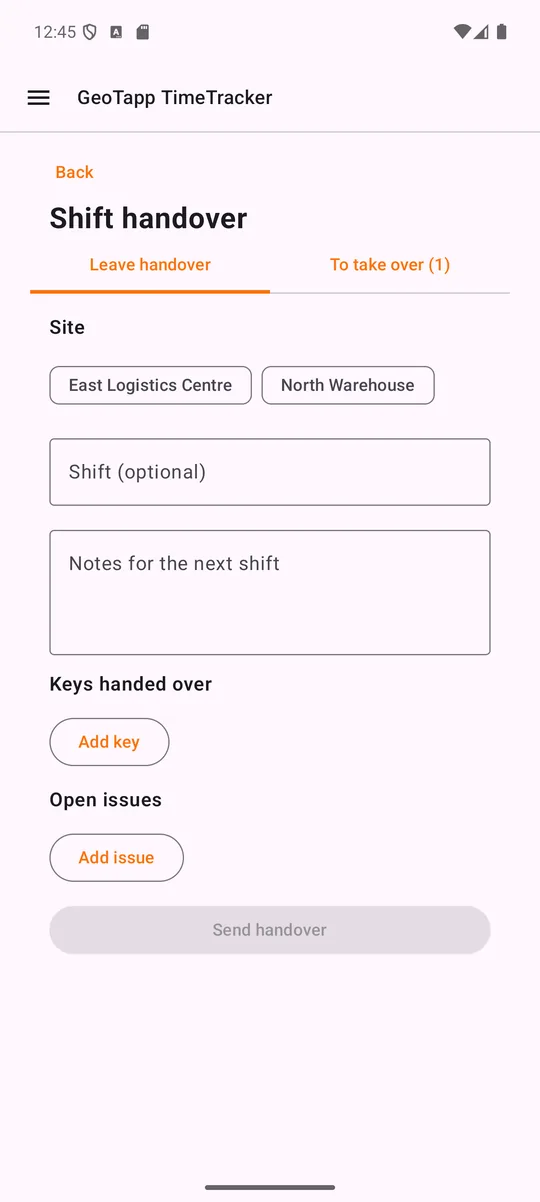 12:45
GeoTapp TimeTracker
Back
Shift handover
Leave handover To take over (1)
Site
East Logistics Centre North Warehouse
Shift (optional)
Notes for the next shift
Keys handed over
Add key
Open issues
Add issue
Send handover